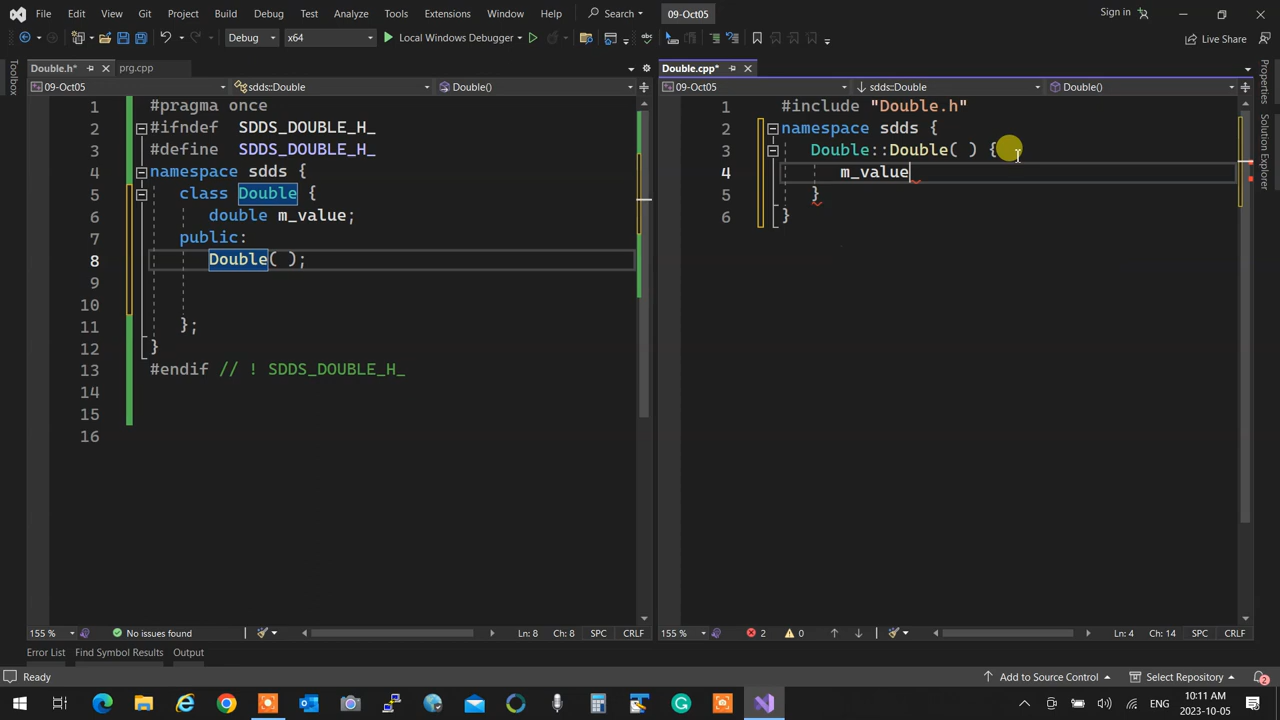 File Edit View Git Project Build Debug Test Analyze Tools Extensions Window Help Search 09-Oct05 Sign in
Debug x64 Local Windows Debugger Live Share
Toolbox
Double.h* prg.cpp
09-Oct05 sdds::Double Double()
1 #pragma once
2 #ifndef SDDS_DOUBLE_H_
3 #define SDDS_DOUBLE_H_
4 namespace sdds {
5 class Double {
6 double m_value;
7 public:
8 Double( );
9
10
11 };
12 }
13 #endif // ! SDDS_DOUBLE_H_
14
15
16
155 % No issues found Ln: 8 Ch: 8 SPC CRLF
Double.cpp*
09-Oct05 sdds::Double Double()
1 #include "Double.h"
2 namespace sdds {
3 Double::Double( ) {
4 m_value
5 }
6 }
155 % 2 0 Ln: 4 Ch: 14 SPC CRLF
Properties
Solution Explorer
Error List Find Symbol Results Output
Ready Add to Source Control Select Repository 2
ENG 10:11 AM
2023-10-05